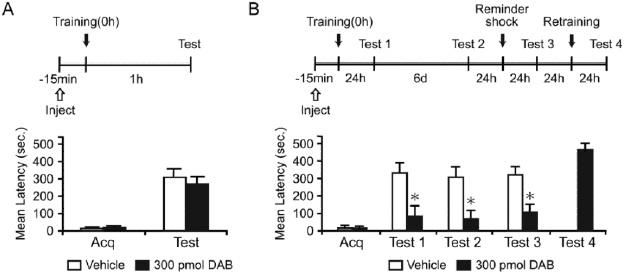 A
Training(0h)
Test
-15min
1h
Inject
Mean Latency (sec.)
500
400
300
200
100
0
Acq
Test
Vehicle
300 pmol DAB
B
Reminder
shock
Training(0h)
Retraining
Test 1
Test 2
Test 3
Test 4
-15min
24h
6d
24h
24h
24h
24h
Inject
Mean Latency (sec.)
500
400
300
200
100
0
*
*
*
Acq
Test 1
Test 2
Test 3
Test 4
Vehicle
300 pmol DAB